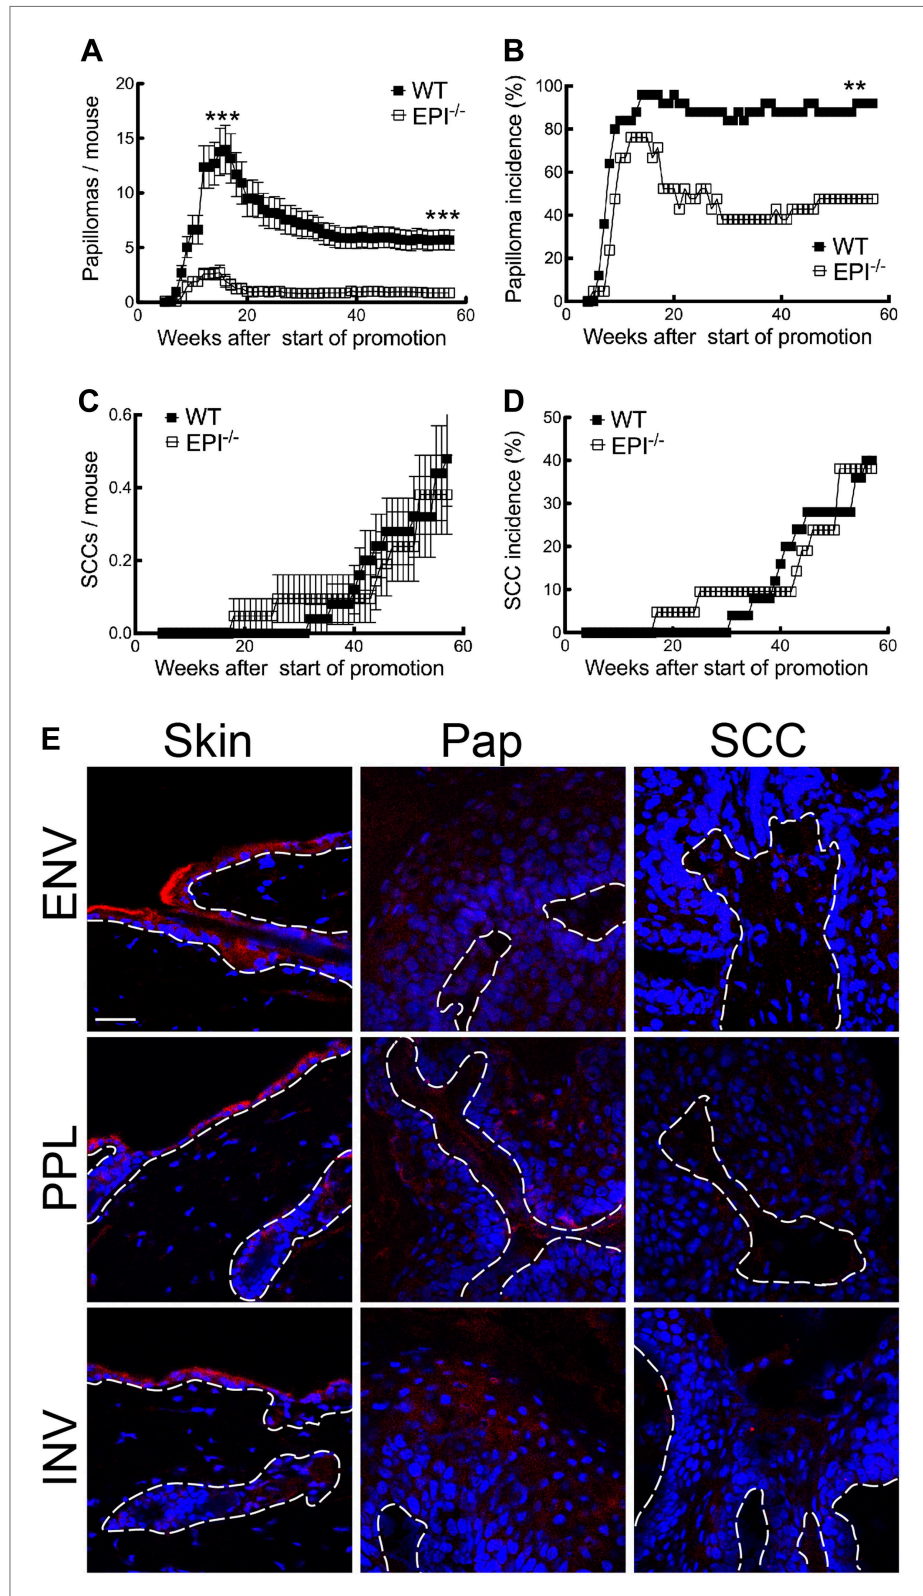 A
Papillomas / mouse
20
15
10
5
0
***
WT
EPI-/-
***
0
20
40
60
Weeks after start of promotion
B
Papilloma incidence (%)
100
80
60
40
20
0
**
WT
EPI-/-
0
20
40
60
Weeks after start of promotion
C
SCCs / mouse
0.6
0.4
0.2
0.0
WT
EPI-/-
0
20
40
60
Weeks after start of promotion
D
SCC incidence (%)
50
40
30
20
10
0
WT
EPI-/-
0
20
40
60
Weeks after start of promotion
E
Skin
Pap
SCC
ENV
PPL
INV